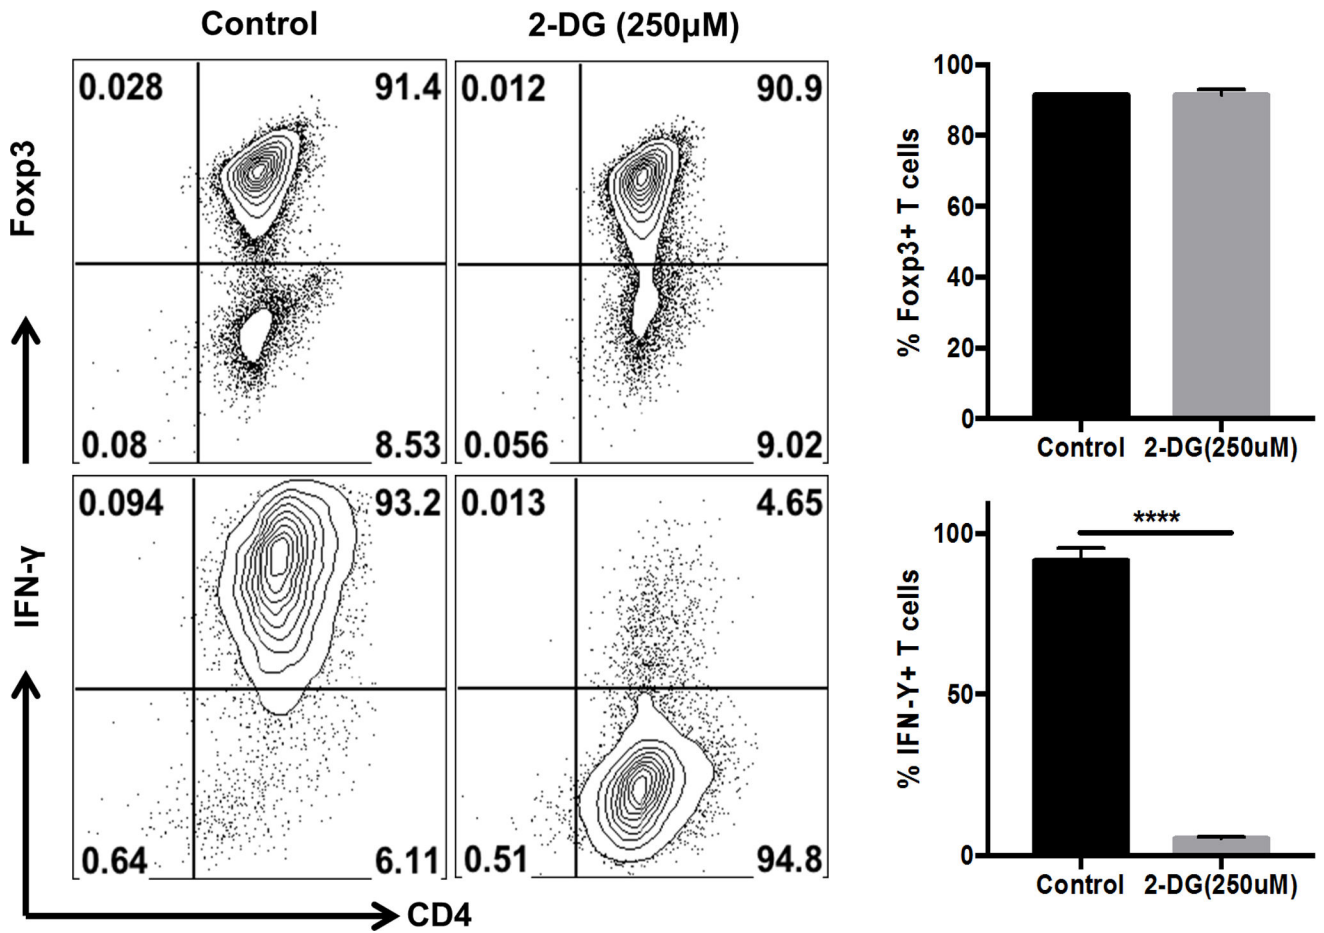 Control
2-DG (250μM)
Foxp3
0.028
91.4
0.08
8.53
0.012
90.9
0.056
9.02
IFN-γ
0.094
93.2
0.64
6.11
0.013
4.65
0.51
94.8
CD4
% Foxp3+ T cells
100
80
60
40
20
0
Control
2-DG(250uM)
% IFN-Y+ T cells
100
50
0
****
Control
2-DG(250uM)